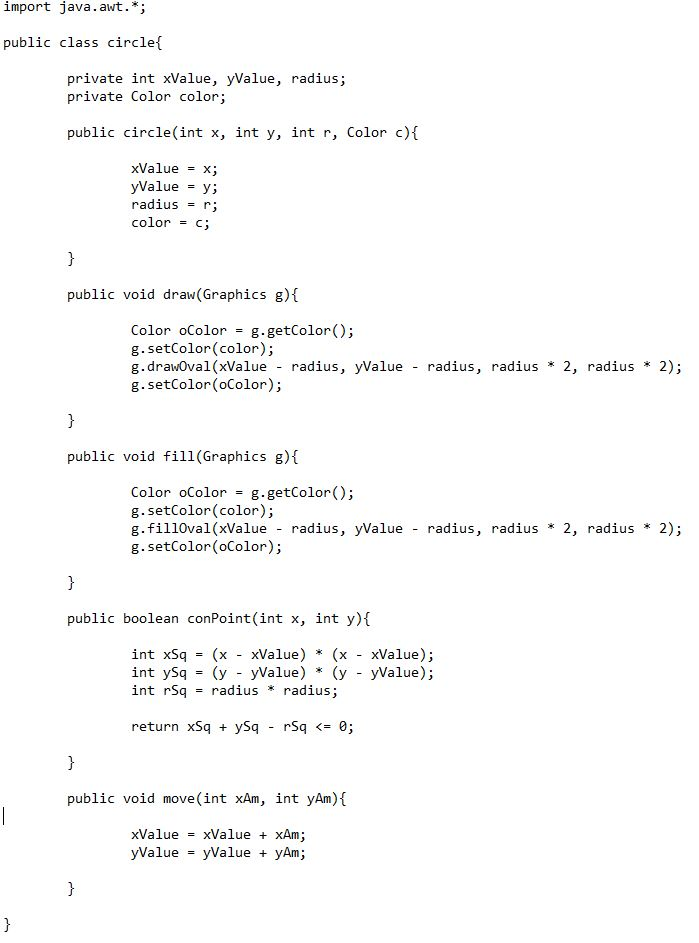 import java.awt.*;
public class circle{
private int xValue, yValue, radius;
private Color color;
public circle(int x, int y, int r, Color c){
xValue = x;
yValue = y;
radius = r;
color = c;
}
public void draw(Graphics g){
Color oColor = g.getColor();
g.setColor(color);
g.drawOval(xValue - radius, yValue - radius, radius * 2, radius * 2);
g.setColor(oColor);
}
public void fill(Graphics g){
Color oColor = g.getColor();
g.setColor(color);
g.fillOval(xValue - radius, yValue - radius, radius * 2, radius * 2);
g.setColor(oColor);
}
public boolean conPoint(int x, int y){
int xSq = (x - xValue) * (x - xValue);
int ySq = (y - yValue) * (y - yValue);
int rSq = radius * radius;
return xSq + ySq - rSq <= 0;
}
public void move(int xAm, int yAm){
xValue = xValue + xAm;
yValue = yValue + yAm;
}
}